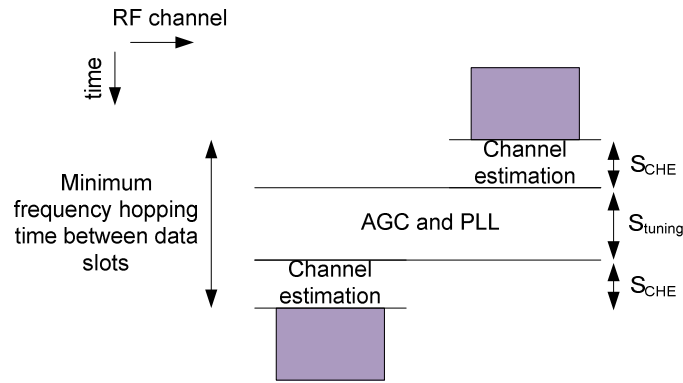 RF channel
time
Channel
estimation
S_CHE
Minimum
frequency hopping
time between data
slots
AGC and PLL
S_tuning
Channel
estimation
S_CHE